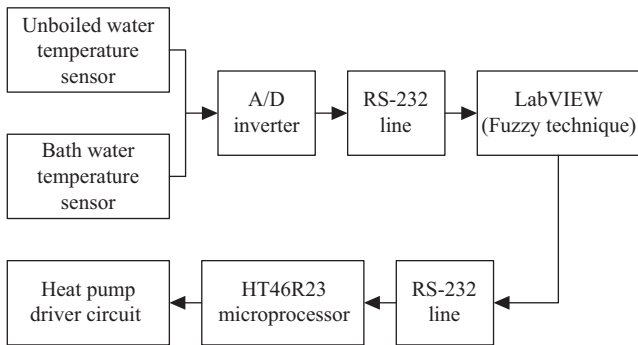 Unboiled water
temperature
sensor
Bath water
temperature
sensor
A/D
inverter
RS-232
line
LabVIEW
(Fuzzy technique)
Heat pump
driver circuit
HT46R23
microprocessor
RS-232
line